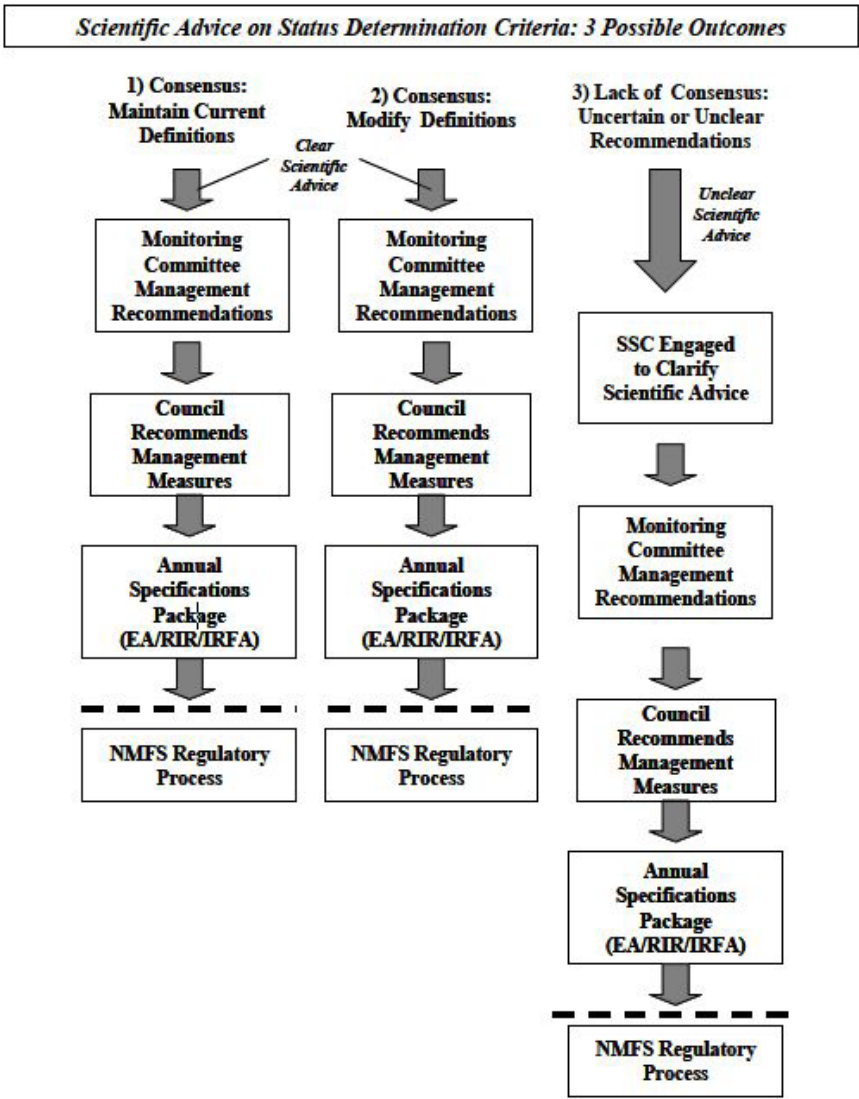 Scientific Advice on Status Determination Criteria: 3 Possible Outcomes
1) Consensus:
Maintain Current
Definitions
Clear
Scientific
Advice
Monitoring
Committee
Management
Recommendations
Council
Recommends
Management
Measures
Annual
Specifications
Package
(EA/RIR/IRFA)
NMFS Regulatory
Process
2) Consensus:
Modify Definitions
Monitoring
Committee
Management
Recommendations
Council
Recommends
Management
Measures
Annual
Specifications
Package
(EA/RIR/IRFA)
NMFS Regulatory
Process
3) Lack of Consensus:
Uncertain or Unclear
Recommendations
Unclear
Scientific
Advice
SSC Engaged
to Clarify
Scientific Advice
Monitoring
Committee
Management
Recommendations
Council
Recommends
Management
Measures
Annual
Specifications
Package
(EA/RIR/IRFA)
NMFS Regulatory
Process